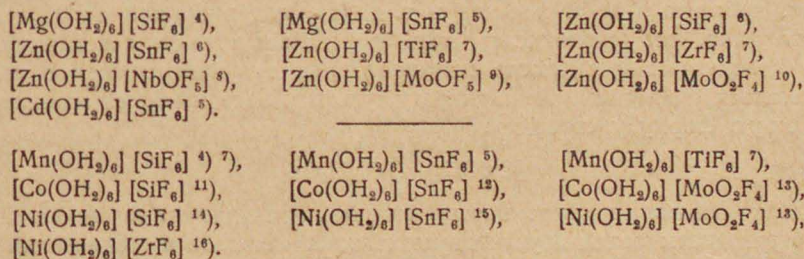 [Mg(OH₂)₆] [SiF₆] ⁴), [Mg(OH₂)₆] [SnF₆] ⁵), [Zn(OH₂)₆] [SiF₆] ⁶),
[Zn(OH₂)₆] [SnF₆] ⁶), [Zn(OH₂)₆] [TiF₆] ⁷), [Zn(OH₂)₆] [ZrF₆] ⁷),
[Zn(OH₂)₆] [NbOF₅] ⁸), [Zn(OH₂)₆] [MoOF₅] ⁹), [Zn(OH₂)₆] [MoO₂F₄] ¹⁰),
[Cd(OH₂)₆] [SnF₆] ⁵).
[Mn(OH₂)₆] [SiF₆] ⁴) ⁷), [Mn(OH₂)₆] [SnF₆] ⁵), [Mn(OH₂)₆] [TiF₆] ⁷),
[Co(OH₂)₆] [SiF₆] ¹¹), [Co(OH₂)₆] [SnF₆] ¹²), [Co(OH₂)₆] [MoO₂F₄] ¹³),
[Ni(OH₂)₆] [SiF₆] ¹⁴), [Ni(OH₂)₆] [SnF₆] ¹⁵), [Ni(OH₂)₆] [MoO₂F₄] ¹³),
[Ni(OH₂)₆] [ZrF₆] ¹⁶).